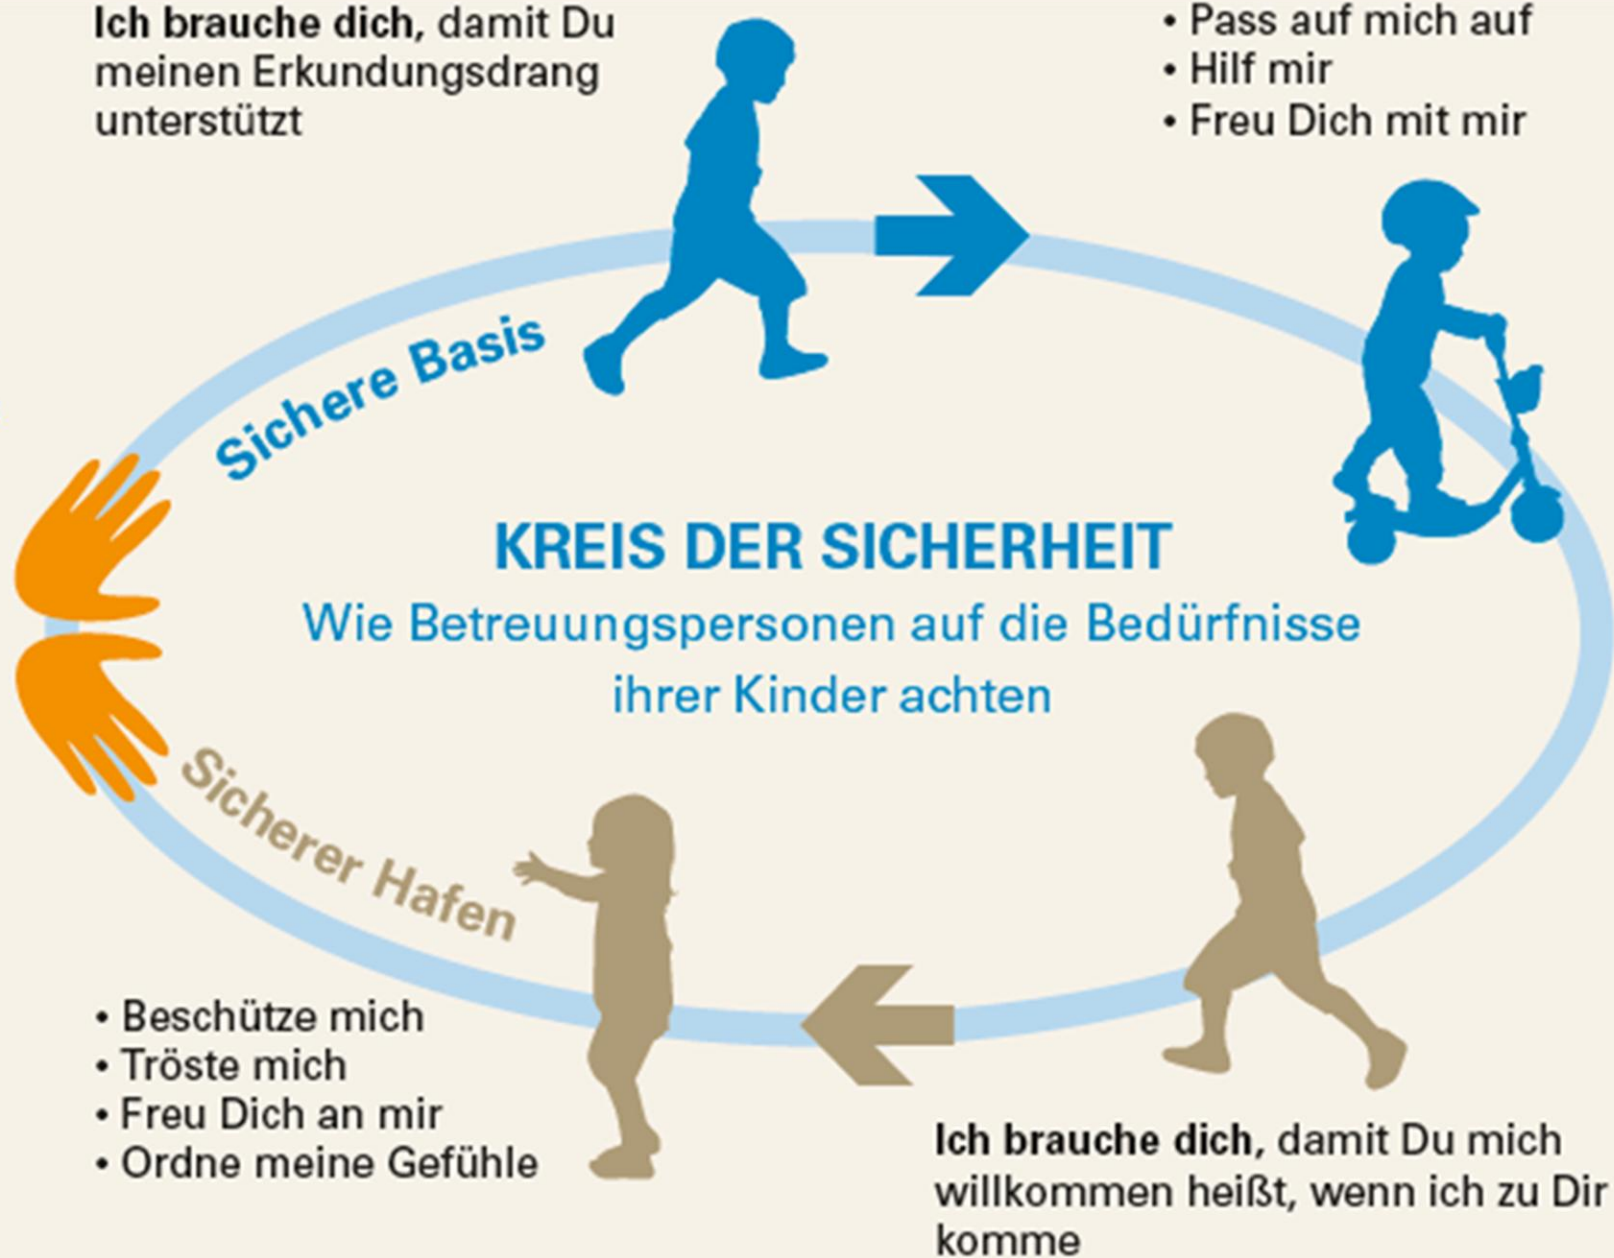 Ich brauche dich, damit Du
meinen Erkundungsdrang
unterstützt
• Pass auf mich auf
• Hilf mir
• Freu Dich mit mir
Sichere Basis
KREIS DER SICHERHEIT
Wie Betreuungspersonen auf die Bedürfnisse
ihrer Kinder achten
Sicherer Hafen
• Beschütze mich
• Tröste mich
• Freu Dich an mir
• Ordne meine Gefühle
Ich brauche dich, damit Du mich
willkommen heißt, wenn ich zu Dir
komme